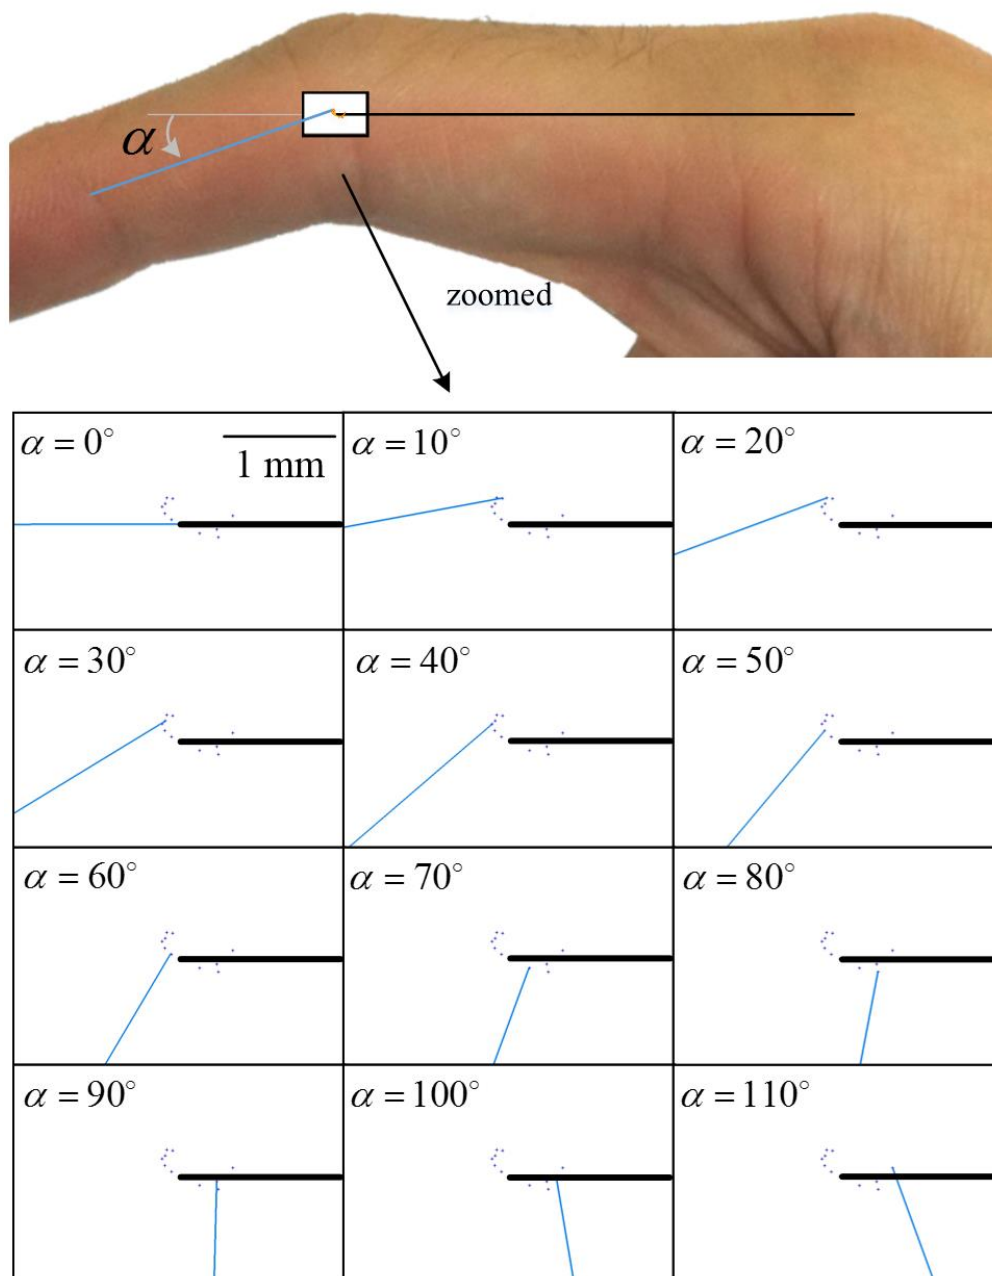 α
zoomed
α = 0°
1 mm
α = 10°
α = 20°
α = 30°
α = 40°
α = 50°
α = 60°
α = 70°
α = 80°
α = 90°
α = 100°
α = 110°